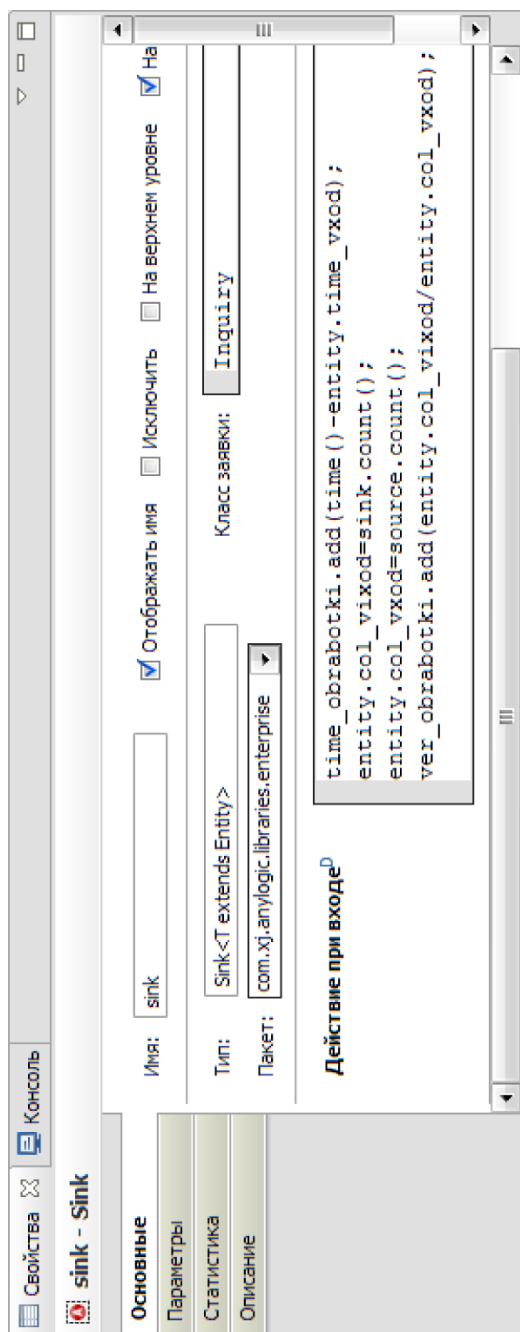 Свойства Консоль
sink - Sink
Основные
Параметры
Статистика
Описание
Имя: sink Отображать имя Исключить На верхнем уровне На
Тип: Sink<T extends Entity> Класс заявки: Inquiry
Пакет: com.xj.anylogic.libraries.enterprise
Действие при входеD
time_obrabotki.add(time()-entity.time_vxod);
entity.col_vixod=sink.count();
entity.col_vxod=source.count();
ver_obrabotki.add(entity.col_vixod/entity.col_vxod);